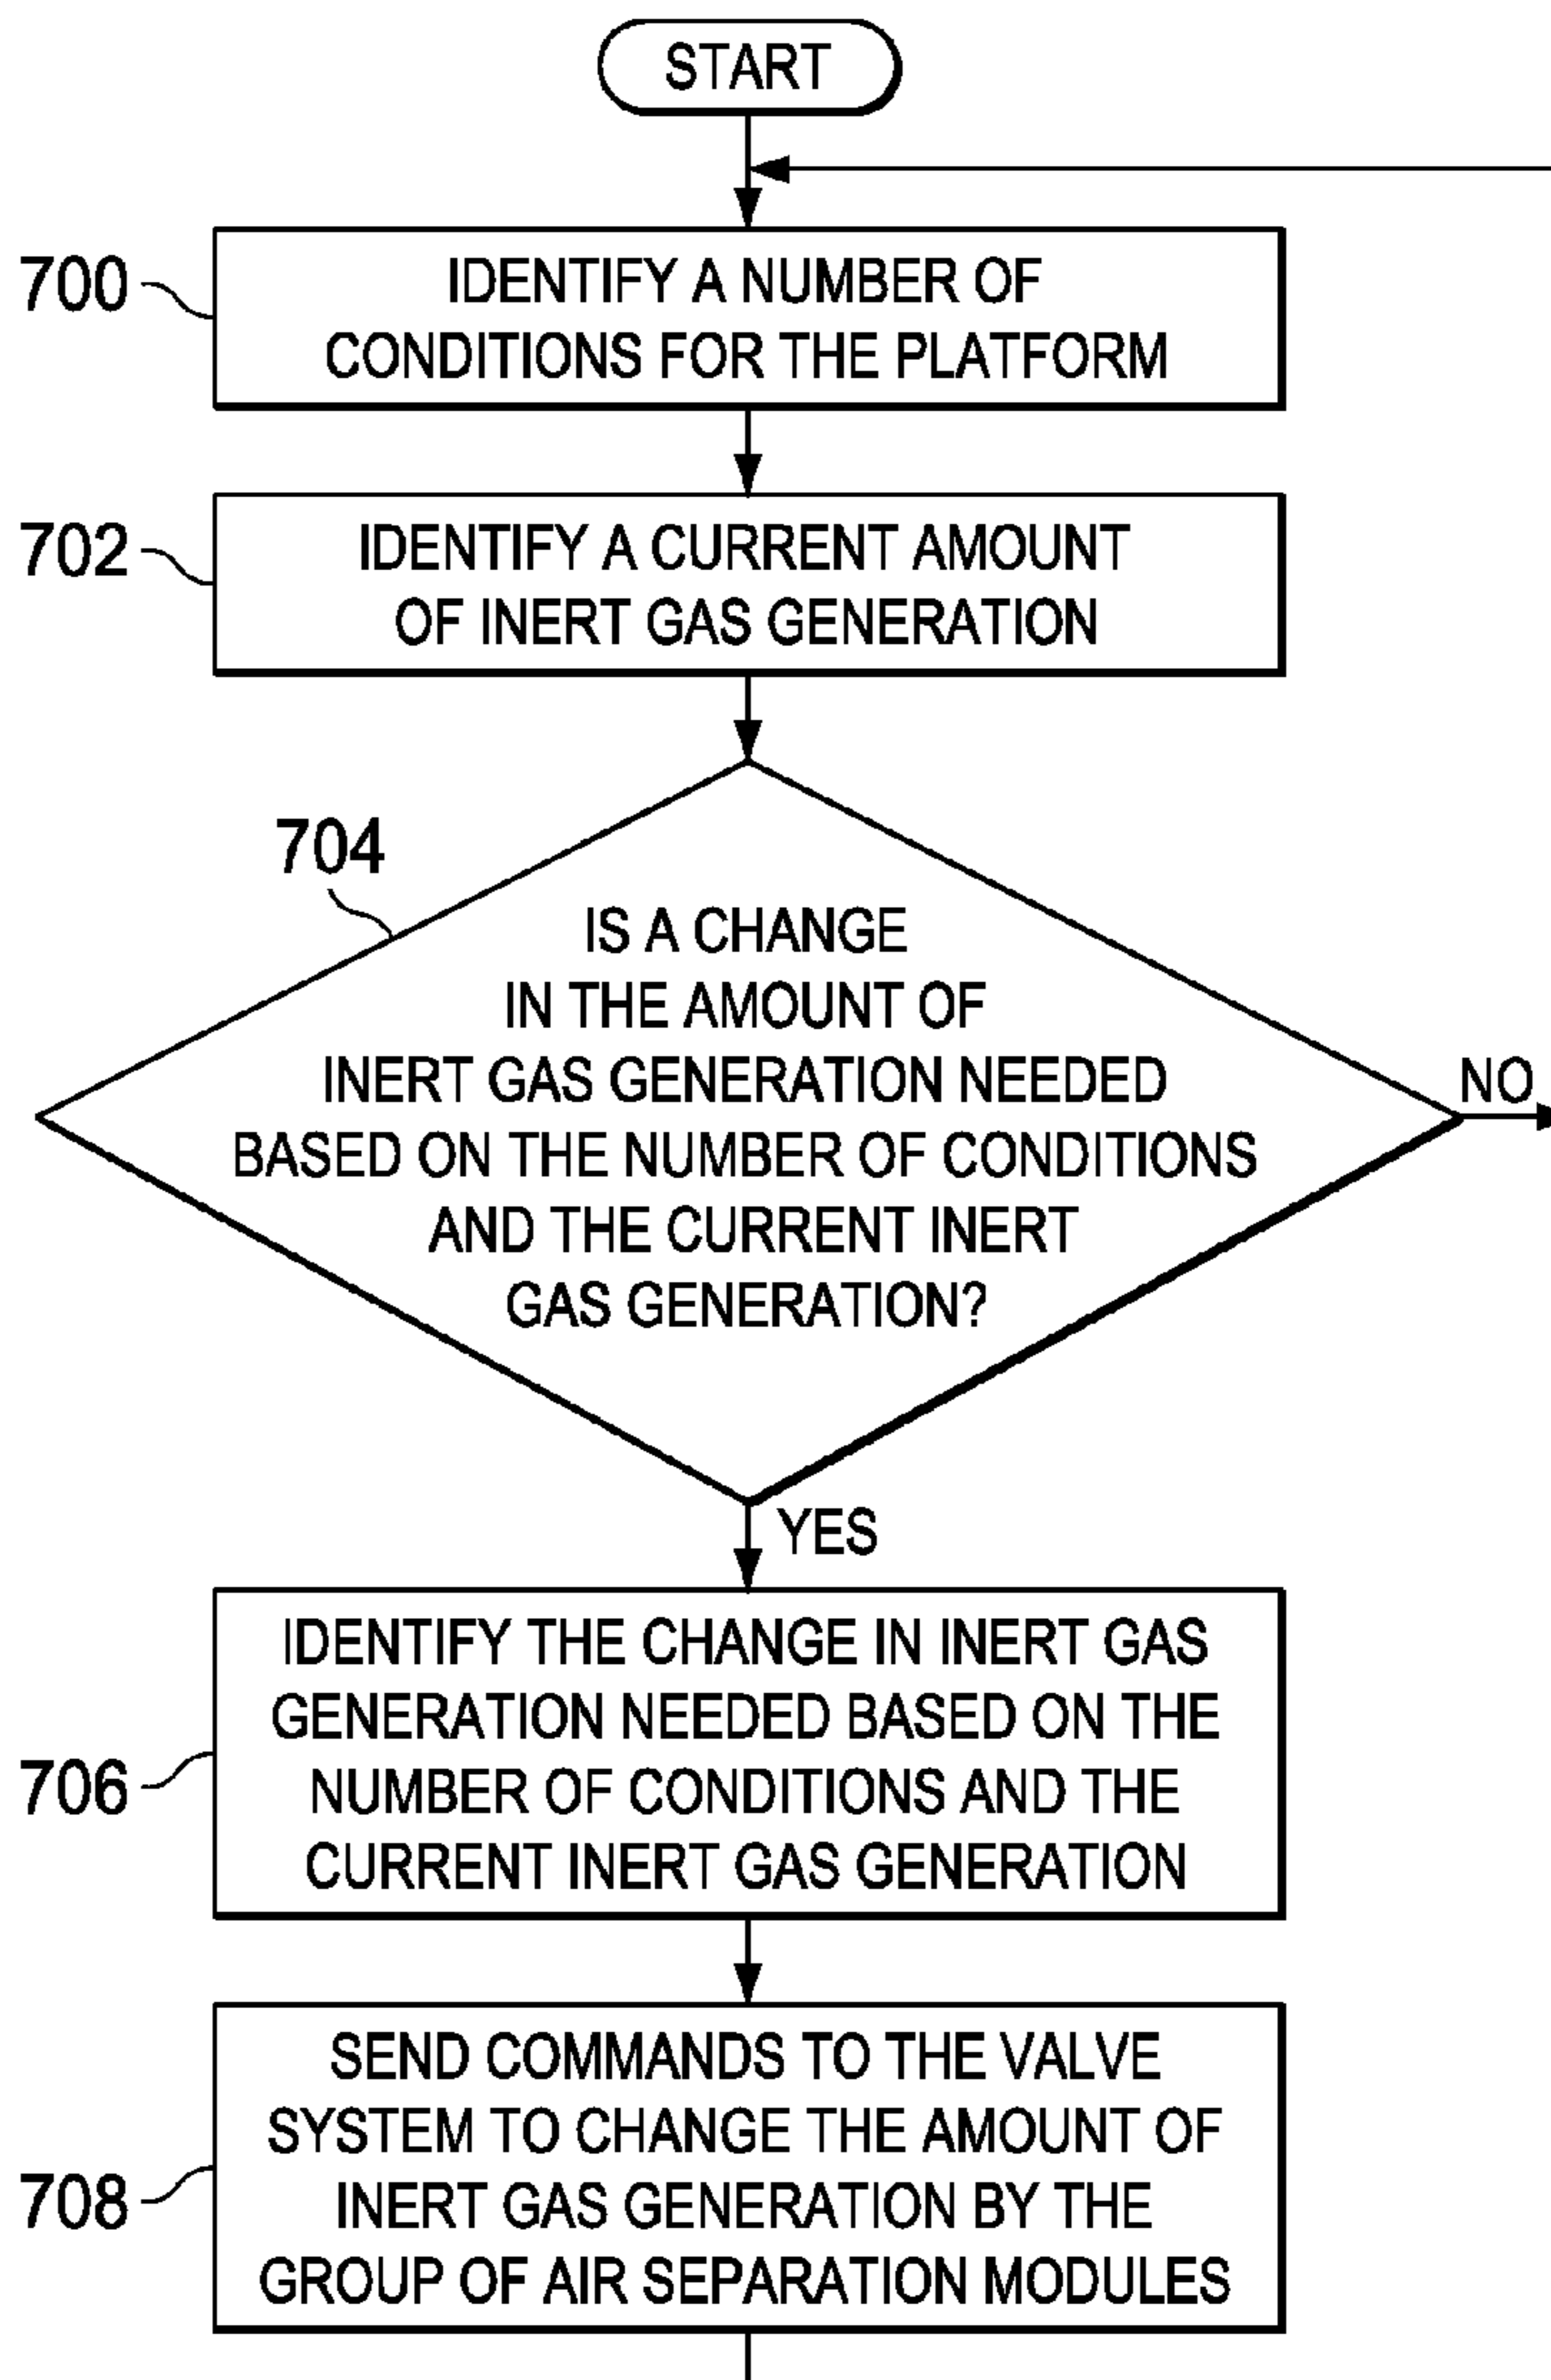 START
700
IDENTIFY A NUMBER OF
CONDITIONS FOR THE PLATFORM
702
IDENTIFY A CURRENT AMOUNT
OF INERT GAS GENERATION
704
IS A CHANGE
IN THE AMOUNT OF
INERT GAS GENERATION NEEDED
BASED ON THE NUMBER OF CONDITIONS
AND THE CURRENT INERT
GAS GENERATION?
NO
YES
706
IDENTIFY THE CHANGE IN INERT GAS
GENERATION NEEDED BASED ON THE
NUMBER OF CONDITIONS AND THE
CURRENT INERT GAS GENERATION
708
SEND COMMANDS TO THE VALVE
SYSTEM TO CHANGE THE AMOUNT OF
INERT GAS GENERATION BY THE
GROUP OF AIR SEPARATION MODULES